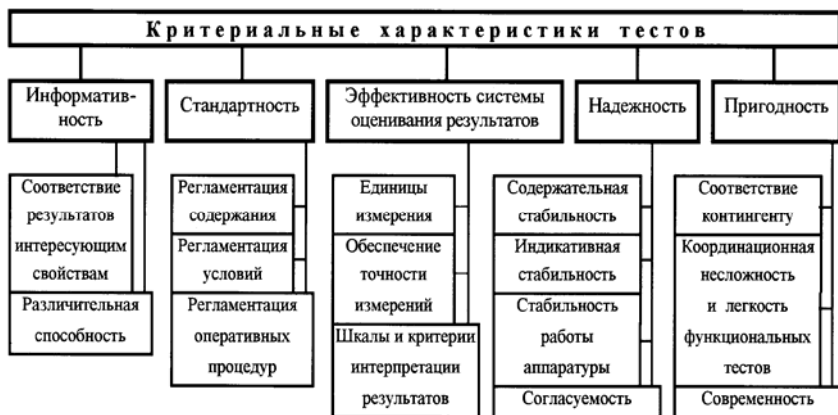 Критериальные характеристики тестов
Информатив-
ность
Стандартность
Эффективность системы
оценивания результатов
Надежность
Пригодность
Соответствие
результатов
интересующим
свойствам
Различительная
способность
Регламентация
содержания
Регламентация
условий
Регламентация
оперативных
процедур
Единицы
измерения
Обеспечение
точности
измерений
Шкалы и критерии
интерпретации
результатов
Содержательная
стабильность
Индикативная
стабильность
Стабильность
работы
аппаратуры
Согласуемость
Соответствие
контингенту
Координационная
несложность
и легкость
функциональных
тестов
Современность